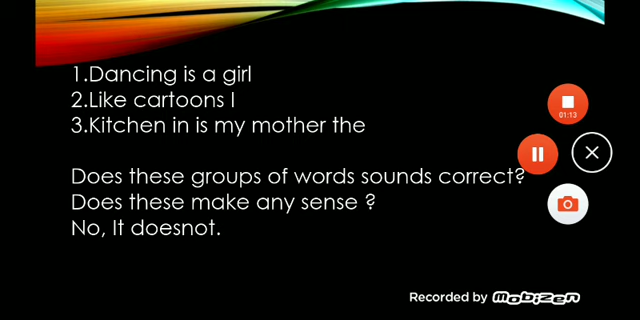 1.Dancing is a girl
2.Like cartoons I
3.Kitchen in is my mother the
01:13
Does these groups of words sounds correct?
Does these make any sense ?
No, It doesnot.
Recorded by mobizen